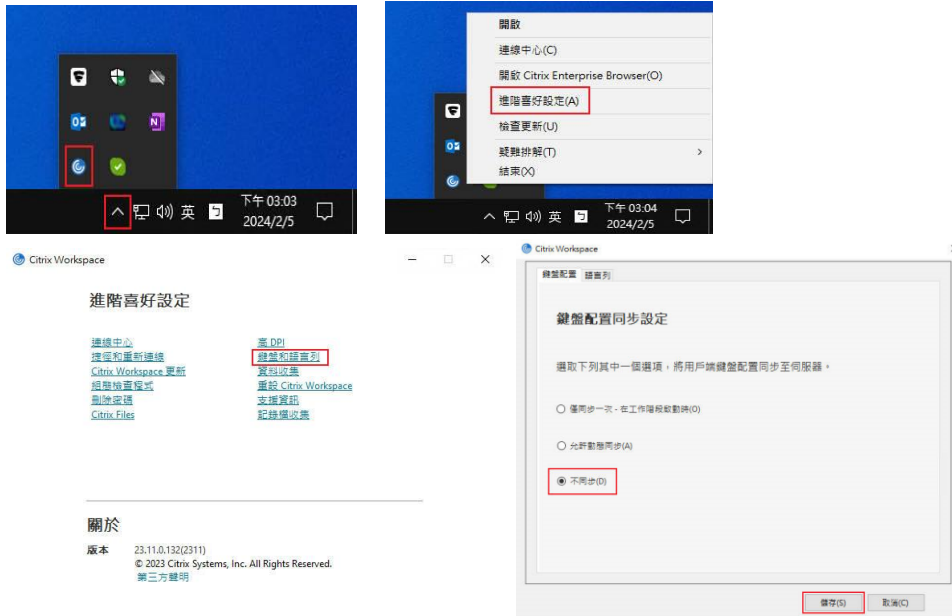 下午 03:03
英 ㄅ
2024/2/5
開啟
連線中心(C)
開啟 Citrix Enterprise Browser(O)
進階喜好設定(A)
檢查更新(U)
疑難排解(T)
結束(X)
下午 03:04
英 ㄅ
2024/2/5
Citrix Workspace
進階喜好設定
連線中心
捷徑和重新連線
Citrix Workspace 更新
組態檢查程式
刪除密碼
Citrix Files
高 DPI
鍵盤和語言列
資料收集
重設 Citrix Workspace
支援資訊
記錄檔收集
關於
版本 23.11.0.132(2311)
© 2023 Citrix Systems, Inc. All Rights Reserved.
第三方聲明
Citrix Workspace
鍵盤配置 語言列
鍵盤配置同步設定
選取下列其中一個選項，將用戶端鍵盤配置同步至伺服器。
僅同步一次 - 在工作階段啟動時(O)
允許動態同步(A)
不同步(D)
儲存(S) 取消(C)